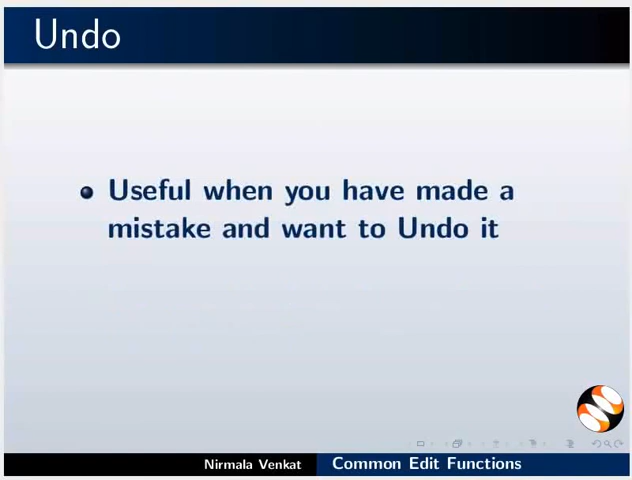 Undo
Useful when you have made a
mistake and want to Undo it
Nirmala Venkat
Common Edit Functions